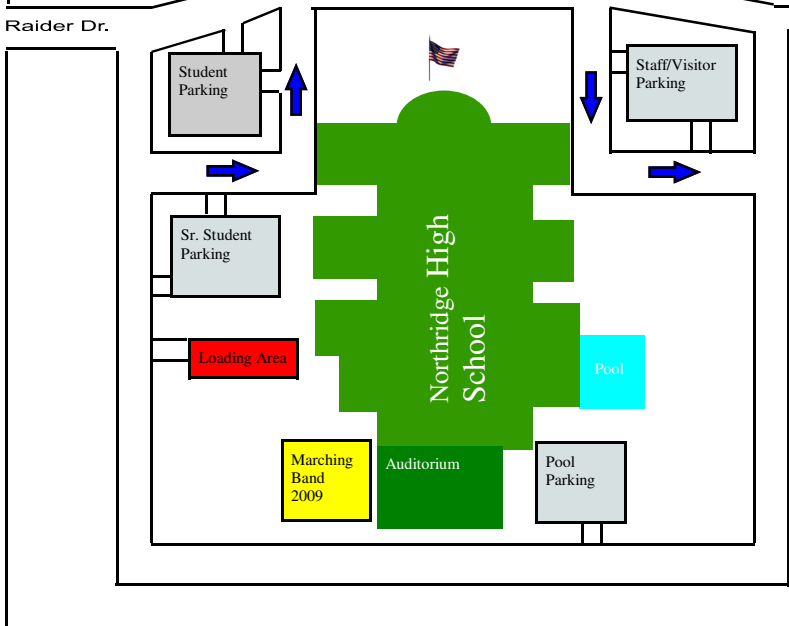 Raider Dr.
Student
Parking
Staff/Visitor
Parking
Sr. Student
Parking
Northridge High
School
Loading Area
Pool
Marching
Band
2009
Auditorium
Pool
Parking